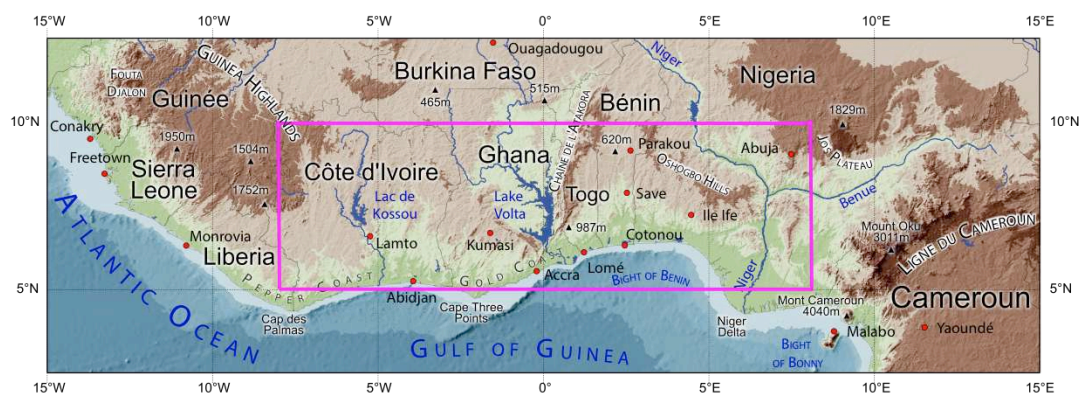 15°W 10°W 5°W 0° 5°E 10°E 15°E
Ouagadougou
Niger
GUINEA HIGHLANDS
FOUTA
DJALON
Burkina Faso
515m
465m
Nigeria
Guinée
Bénin
1829m
10°N
10°N
Conakry
1950m
1504m
CHAÎNE DE L'ATAKORA
620m
Parakou
Abuja
JOS PLATEAU
Freetown
Sierra
Leone
Côte d'Ivoire
Ghana
OSHOGBO HILLS
1752m
Lac de
Kossou
Lake
Volta
Togo
Save
Benue
ATLANTIC OCEAN
Ile Ife
Mount Oku
3011m
LIGNE DU CAMEROUN
Monrovia
Liberia
Lamto
Kumasi
987m
Cotonou
PEPPER COAST
GOLD COAST
Accra
Lomé
BIGHT OF BENIN
Niger
5°N
5°N
Abidjan
Cap des
Palmas
Cape Three
Points
Niger
Delta
Mont Cameroun
4040m
Cameroun
Malabo
Yaoundé
GULF OF GUINEA
BIGHT
OF BONNY
15°W 10°W 5°W 0° 5°E 10°E 15°E